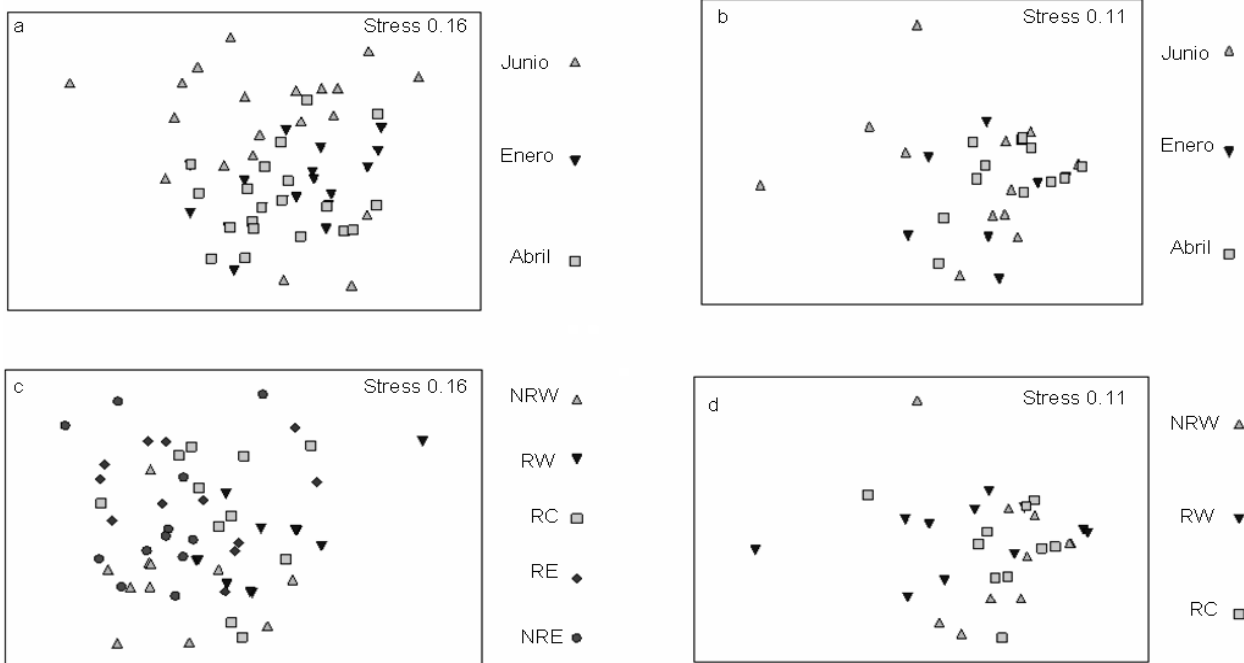 a
Stress 0.16
Junio
Enero
Abril
b
Stress 0.11
Junio
Enero
Abril
c
Stress 0.16
NRW
RW
RC
RE
NRE
d
Stress 0.11
NRW
RW
RC